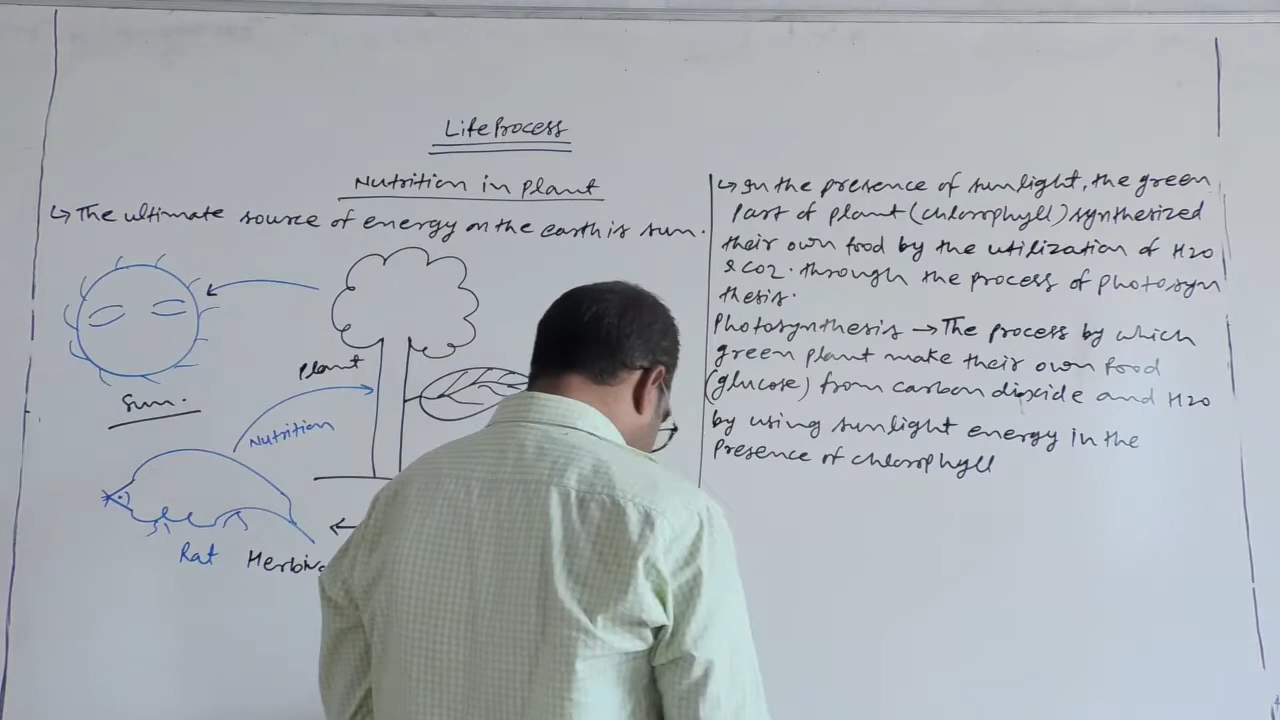 Life Process
Nutrition in plant
↳ The ultimate source of energy on the earth is sun.
Plant
Sun.
Nutrition
Rat Herbiv
↳ In the presence of sunlight, the green
Part of plant (chlorophyll) synthesized
their own food by the utilization of H2O
& CO2. through the process of photosyn
thesis.
Photosynthesis → The process by which
green plant make their own food
(glucose) from carbon dioxide and H2O
by using sunlight energy in the
Presence of chlorophyll